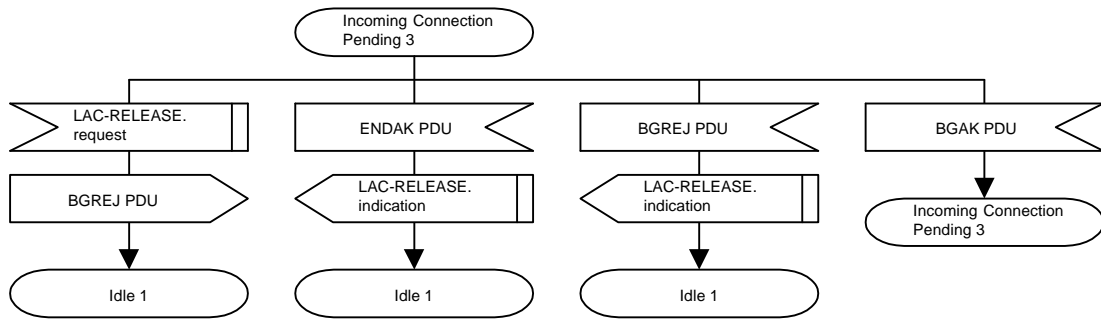 Incoming Connection
Pending 3
LAC-RELEASE.
request
ENDAK PDU
BGREJ PDU
BGAK PDU
BGREJ PDU
LAC-RELEASE.
indication
LAC-RELEASE.
indication
Incoming Connection
Pending 3
Idle 1
Idle 1
Idle 1